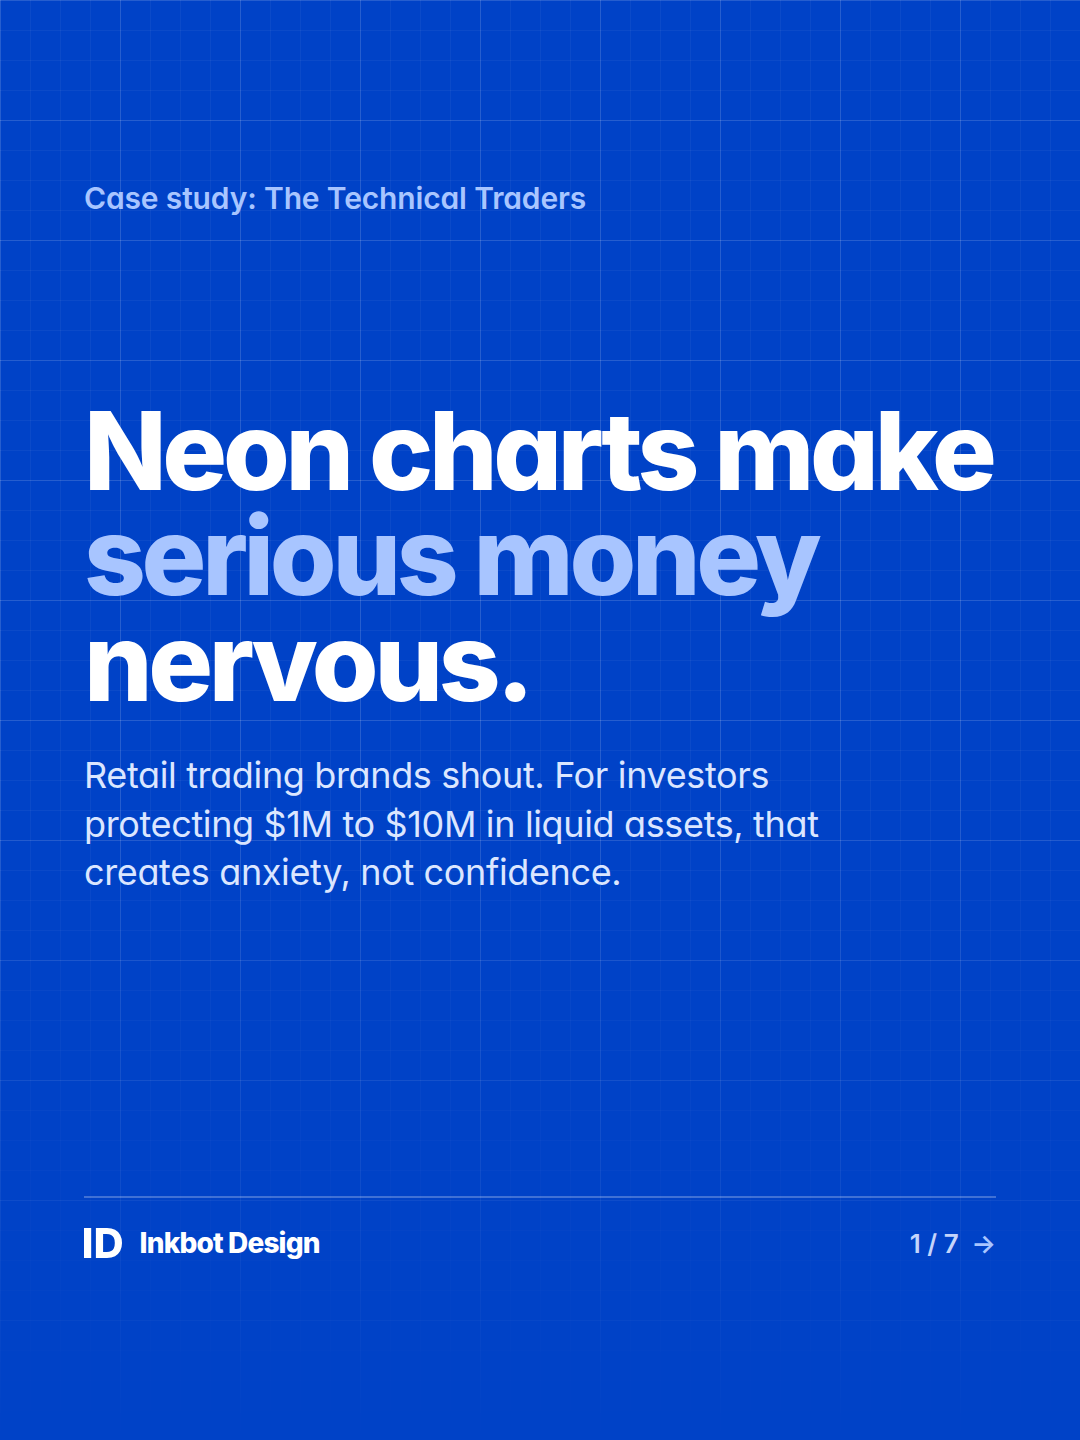 Case study: The Technical Traders
Neon charts make
serious money
nervous.
Retail trading brands shout. For investors
protecting $1M to $10M in liquid assets, that
creates anxiety, not confidence.
ID Inkbot Design
1 / 7 →